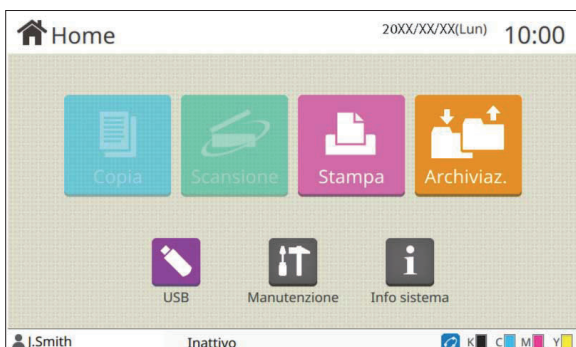 Home 20XX/XX/XX(Lun) 10:00
Copia Scansione Stampa Archiviaz.
USB Manutenzione Info sistema
J.Smith Inattivo K C M Y